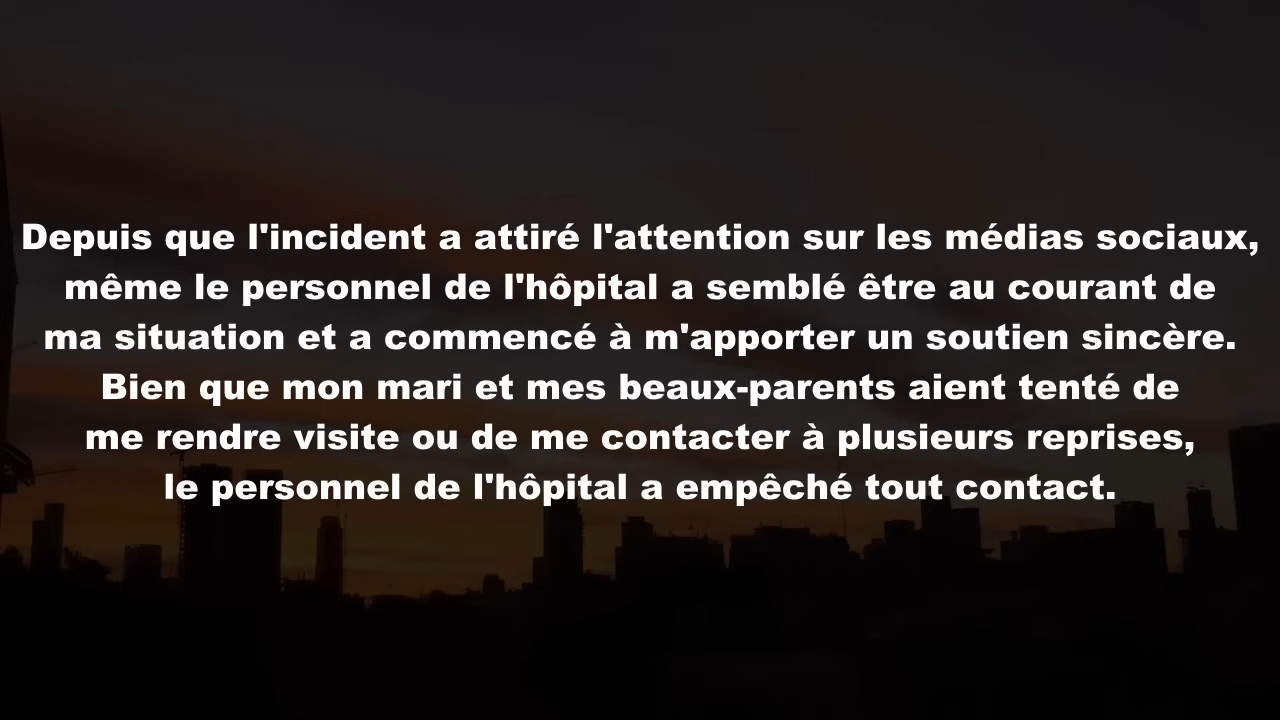 Depuis que l'incident a attiré l'attention sur les médias sociaux,
même le personnel de l'hôpital a semblé être au courant de
ma situation et a commencé à m'apporter un soutien sincère.
Bien que mon mari et mes beaux-parents aient tenté de
me rendre visite ou de me contacter à plusieurs reprises,
le personnel de l'hôpital a empêché tout contact.